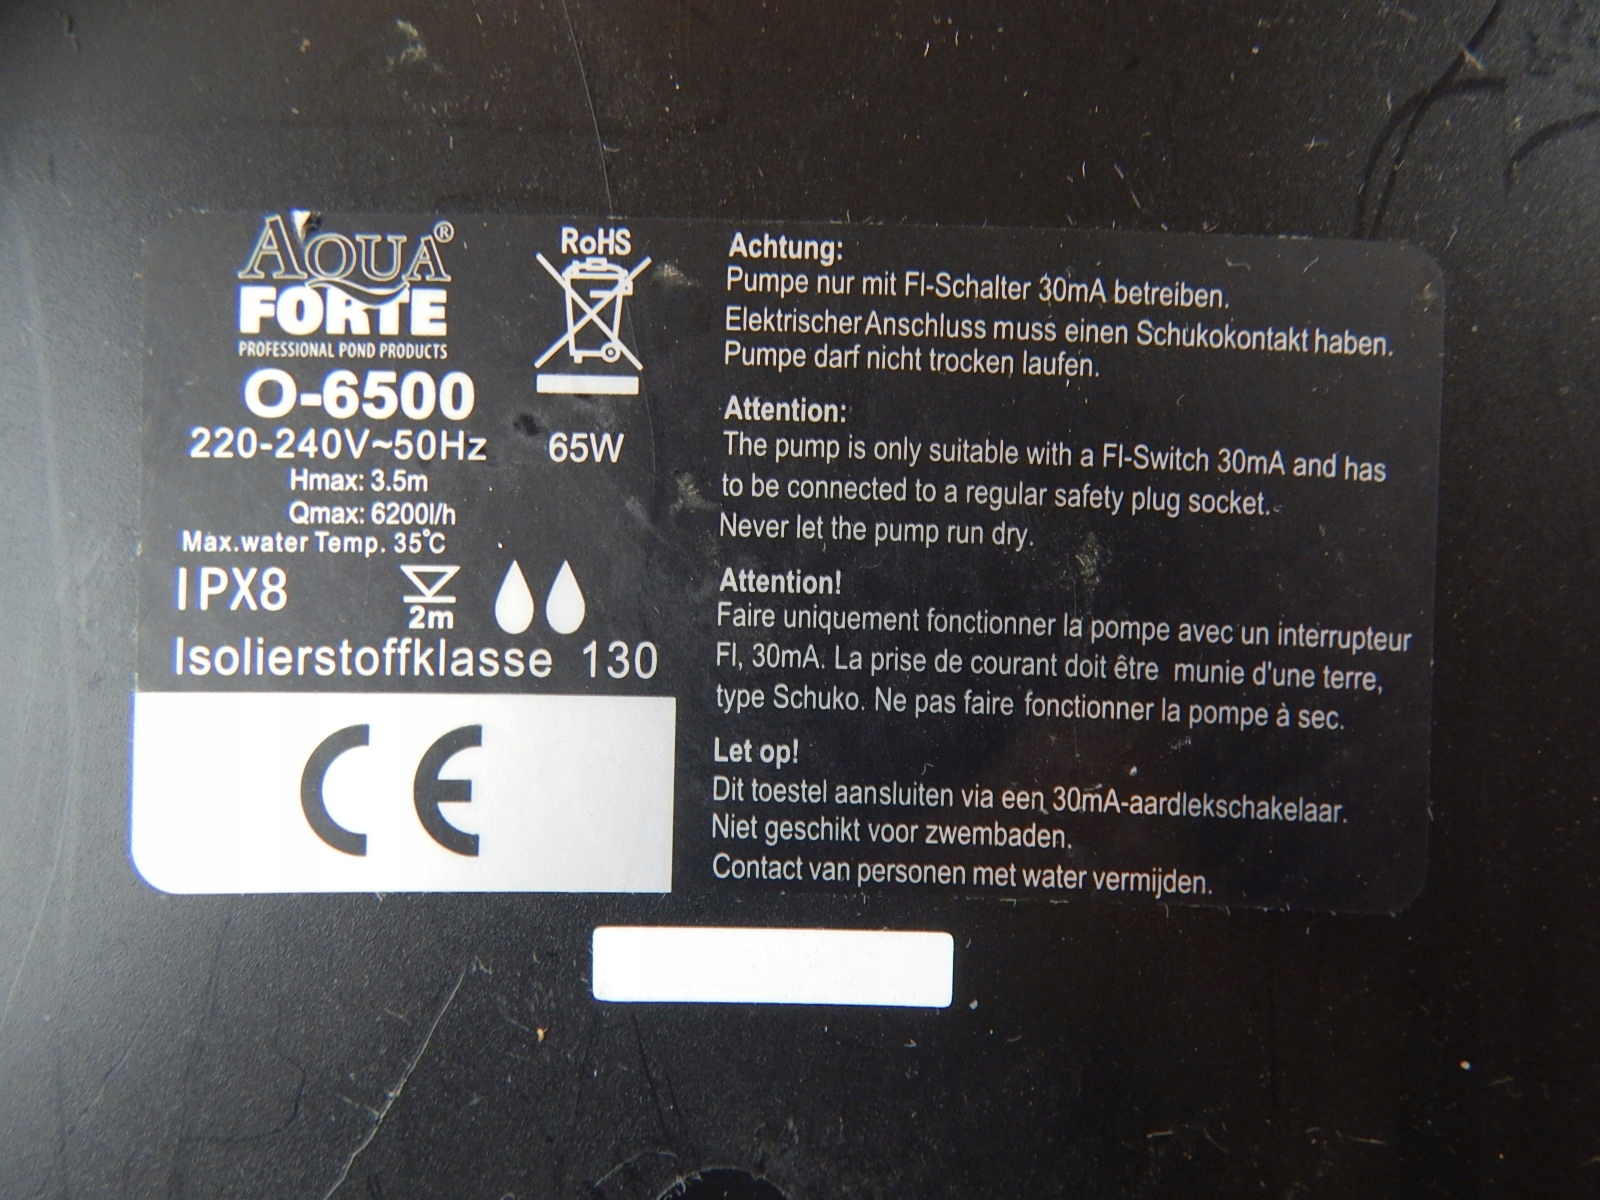 AQUA®
FORTE
PROFESSIONAL POND PRODUCTS
O-6500
220-240V~50Hz 65W
Hmax: 3.5m
Qmax: 6200l/h
Max.water Temp. 35℃
IPX8
2m
Isolierstoffklasse 130
CE
RoHS
Achtung:
Pumpe nur mit FI-Schalter 30mA betreiben.
Elektrischer Anschluss muss einen Schukokontakt haben.
Pumpe darf nicht trocken laufen.
Attention:
The pump is only suitable with a FI-Switch 30mA and has
to be connected to a regular safety plug socket.
Never let the pump run dry.
Attention!
Faire uniquement fonctionner la pompe avec un interrupteur
FI, 30mA. La prise de courant doit être munie d'une terre,
type Schuko. Ne pas faire fonctionner la pompe à sec.
Let op!
Dit toestel aansluiten via een 30mA-aardlekschakelaar.
Niet geschikt voor zwembaden.
Contact van personen met water vermijden.